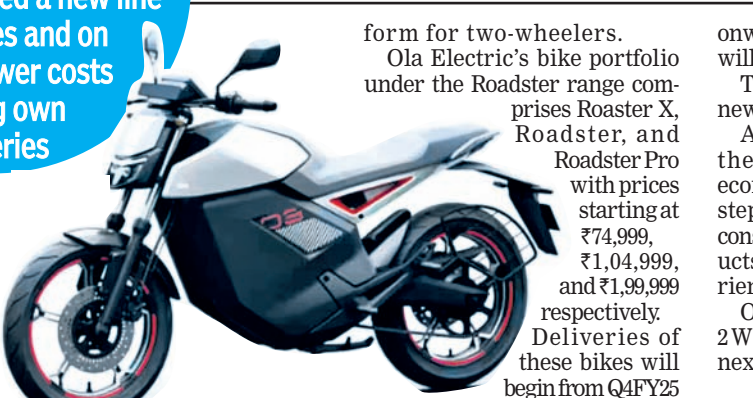 ed a new line
es and on
wer costs
g own
eries
form for two-wheelers.
Ola Electric's bike portfolio
under the Roadster range com-
prises Roaster X,
Roadster, and
Roadster Pro
with prices
starting at
₹74,999,
₹1,04,999,
and ₹1,99,999
respectively.
Deliveries of
these bikes will
begin from Q4FY25
onw
will
T
new
A
the
econ
step
cons
ucts
rien
O
2W
nex